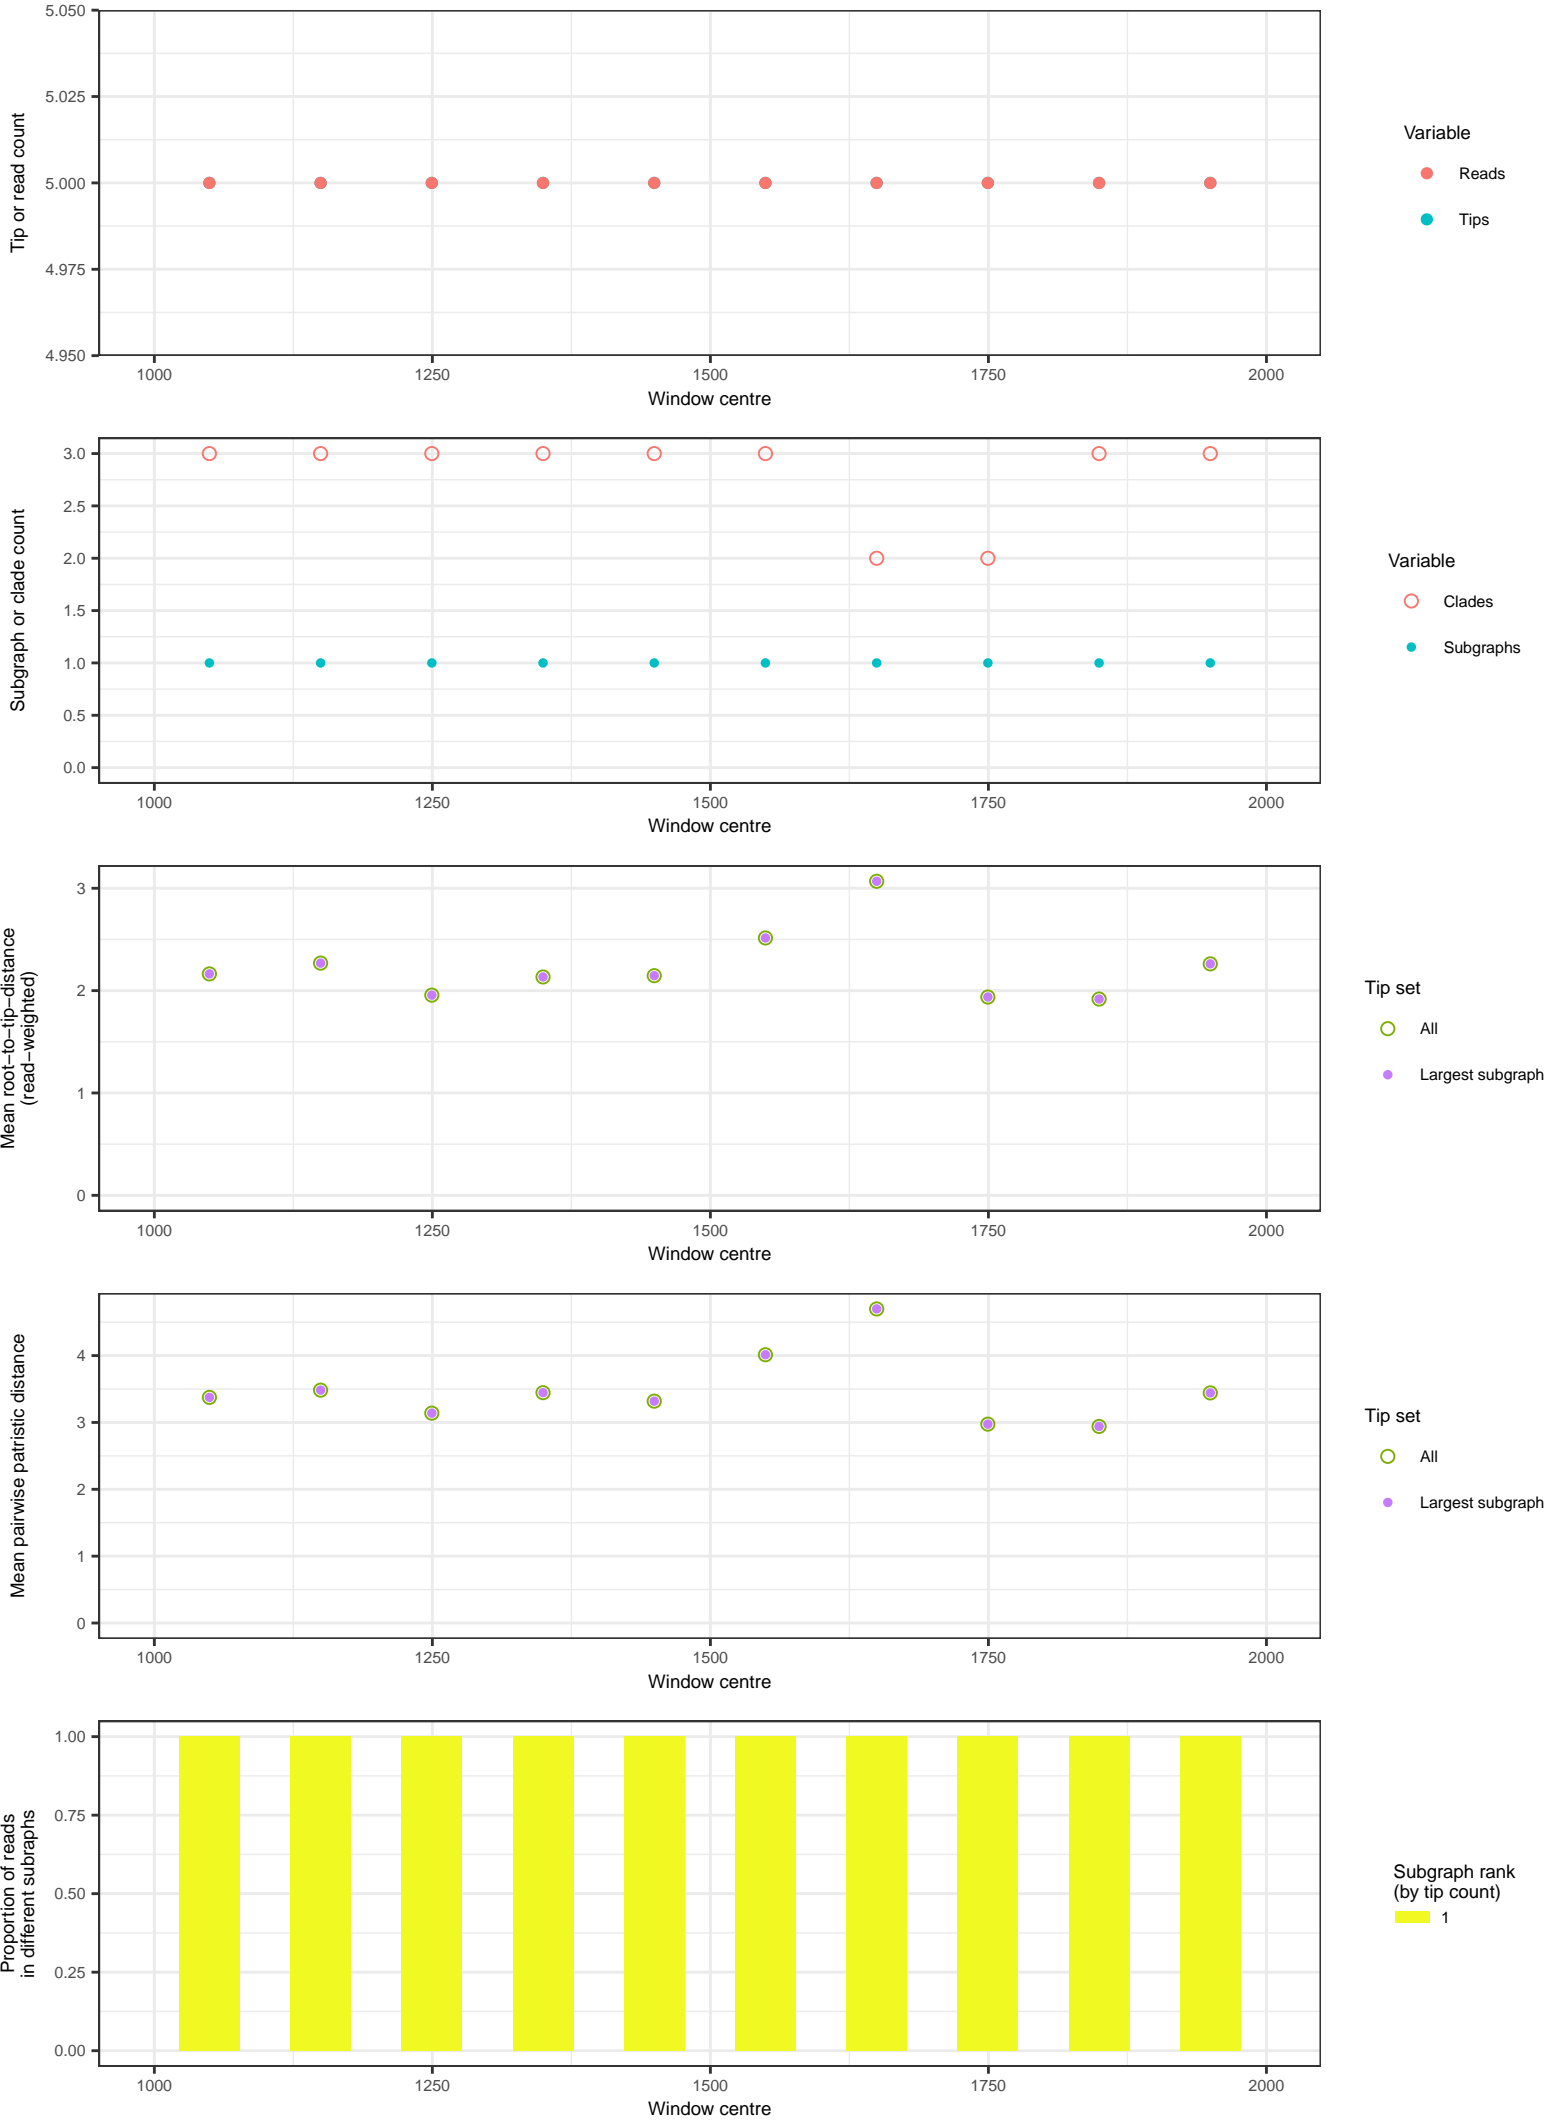 5.050
5.025
5.000
4.975
4.950
Tip or read count
1000 1250 1500 1750 2000
Window centre
Variable
Reads
Tips
3.0
2.5
2.0
1.5
1.0
0.5
0.0
Subgraph or clade count
1000 1250 1500 1750 2000
Window centre
Variable
Clades
Subgraphs
3
2
1
0
Mean root−to−tip−distance
(read−weighted)
1000 1250 1500 1750 2000
Window centre
Tip set
All
Largest subgraph
4
3
2
1
0
Mean pairwise patristic distance
1000 1250 1500 1750 2000
Window centre
Tip set
All
Largest subgraph
1.00
0.75
0.50
0.25
0.00
Proportion of reads
in different subraphs
1000 1250 1500 1750 2000
Window centre
Subgraph rank
(by tip count)
1